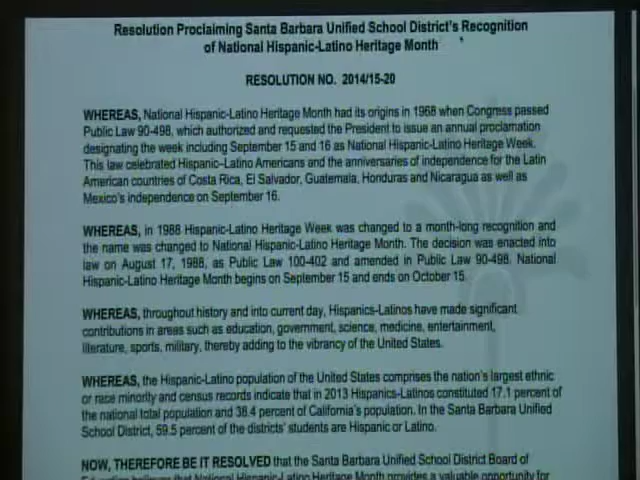 Resolution Proclaiming Santa Barbara Unified School District's Recognition
of National Hispanic-Latino Heritage Month
RESOLUTION NO. 2014/15-20
WHEREAS, National Hispanic-Latino Heritage Month had its origins in 1968 when Congress passed
Public Law 90-498, which authorized and requested the President to issue an annual proclamation
designating the week including September 15 and 16 as National Hispanic-Latino Heritage Week.
This law celebrated Hispanic-Latino Americans and the anniversaries of independence for the Latin
American countries of Costa Rica, El Salvador, Guatemala, Honduras and Nicaragua as well as
Mexico's independence on September 16.
WHEREAS, in 1988 Hispanic-Latino Heritage Week was changed to a month-long recognition and
the name was changed to National Hispanic-Latino Heritage Month. The decision was enacted into
law on August 17, 1988, as Public Law 100-402 and amended in Public Law 90-498. National
Hispanic-Latino Heritage Month begins on September 15 and ends on October 15.
WHEREAS, throughout history and into current day, Hispanics-Latinos have made significant
contributions in areas such as education, government, science, medicine, entertainment,
literature, sports, military, thereby adding to the vibrancy of the United States.
WHEREAS, the Hispanic-Latino population of the United States comprises the nation's largest ethnic
or race minority and census records indicate that in 2013 Hispanics-Latinos constituted 17.1 percent of
the national total population and 38.4 percent of California's population. In the Santa Barbara Unified
School District, 59.5 percent of the districts' students are Hispanic or Latino.
NOW, THEREFORE BE IT RESOLVED that the Santa Barbara Unified School District Board of
Education believes that National Hispanic-Latino Heritage Month provides a valuable opportunity for